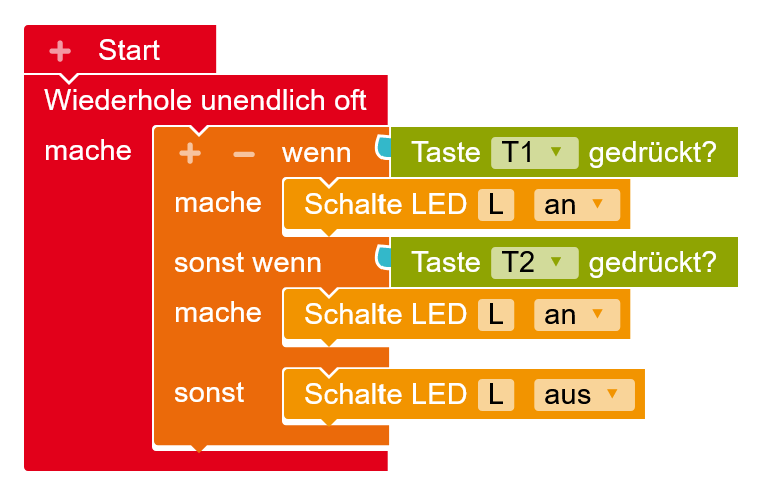 + Start
Wiederhole unendlich oft
mache + − wenn Taste T1 ▼ gedrückt?
mache Schalte LED L an ▼
sonst wenn Taste T2 ▼ gedrückt?
mache Schalte LED L an ▼
sonst Schalte LED L aus ▼